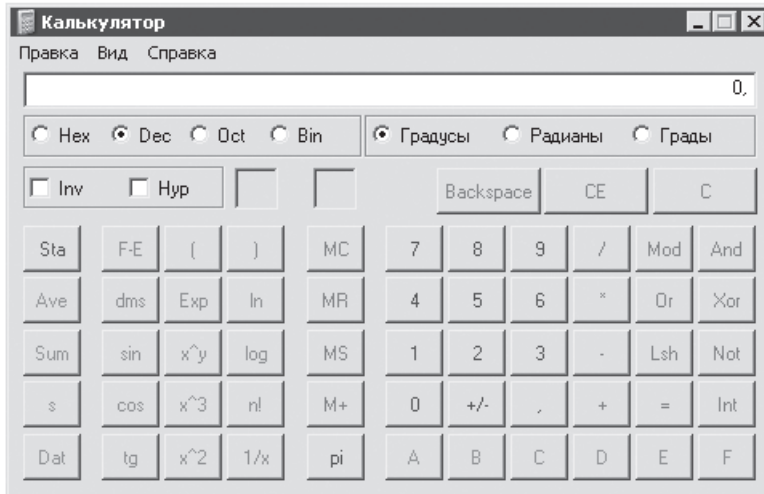 Калькулятор
Правка Вид Справка
0,
Hex Dec Oct Bin Градусы Радианы Грады
Inv Hyp Backspace CE C
Sta F-E ( ) MC 7 8 9 / Mod And
Ave dms Exp ln MR 4 5 6 * Or Xor
Sum sin x^y log MS 1 2 3 - Lsh Not
s cos x^3 n! M+ 0 +/- , + = Int
Dat tg x^2 1/x pi A B C D E F